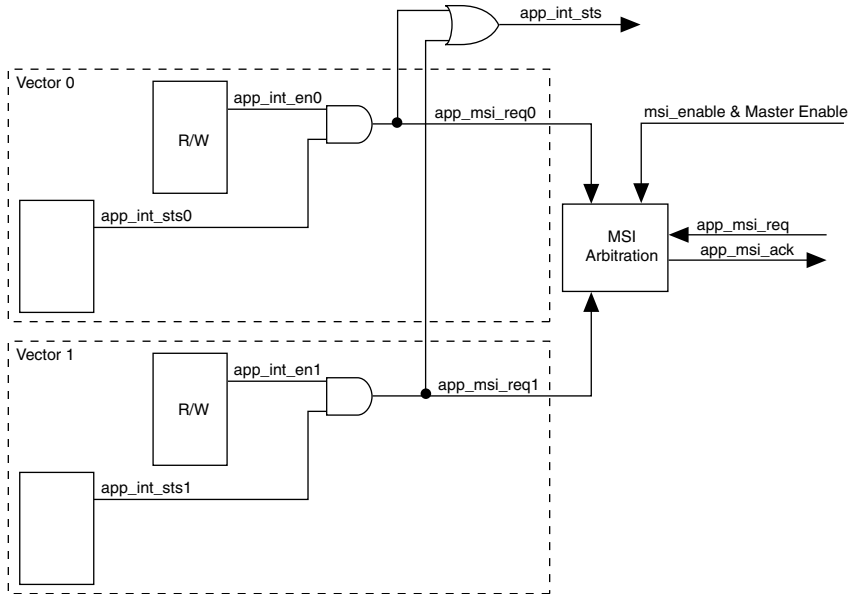 app_int_sts
Vector 0
app_int_en0
R/W
app_msi_req0
msi_enable & Master Enable
app_int_sts0
MSI
Arbitration
app_msi_req
app_msi_ack
Vector 1
app_int_en1
R/W
app_msi_req1
app_int_sts1